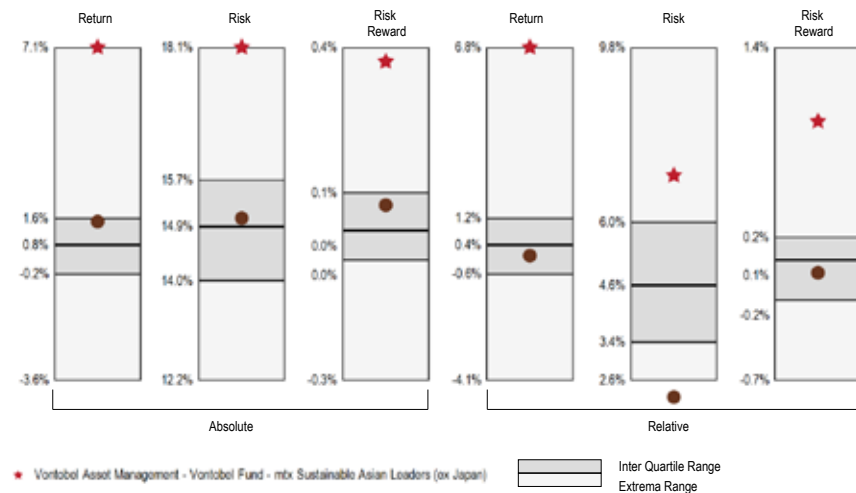 Return Risk Risk Reward Return Risk Risk Reward
7.1% 18.1% 0.4% 6.8% 9.8% 1.4%
15.7% 0.1% 6.0%
1.6% 14.9% 1.2% 0.2%
0.8% 0.0% 0.4% 0.1%
-0.2% 14.0% 0.0% -0.6% 4.6% -0.2%
3.4%
-3.6% 12.2% -0.3% -4.1% 2.6% -0.7%
Absolute Relative
Vontobel Asset Management - Vontobel Fund - mtx Sustainable Asian Leaders (ex Japan)
Inter Quartile Range
Extrema Range